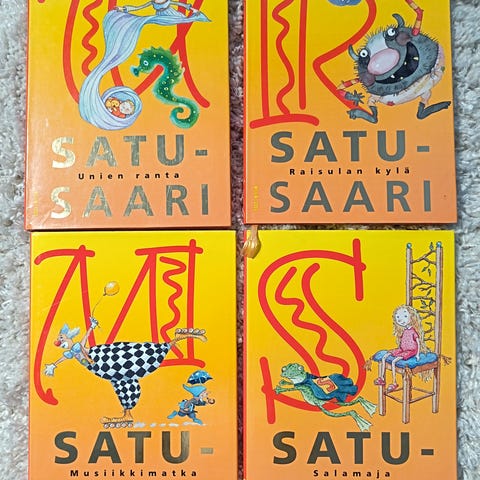 U
SATU-
Unien ranta
SAARI
R
SATU-
Raisulan kylä
SAARI
M
SATU-
Musiikkimatka
S
SATU-
Salamaja